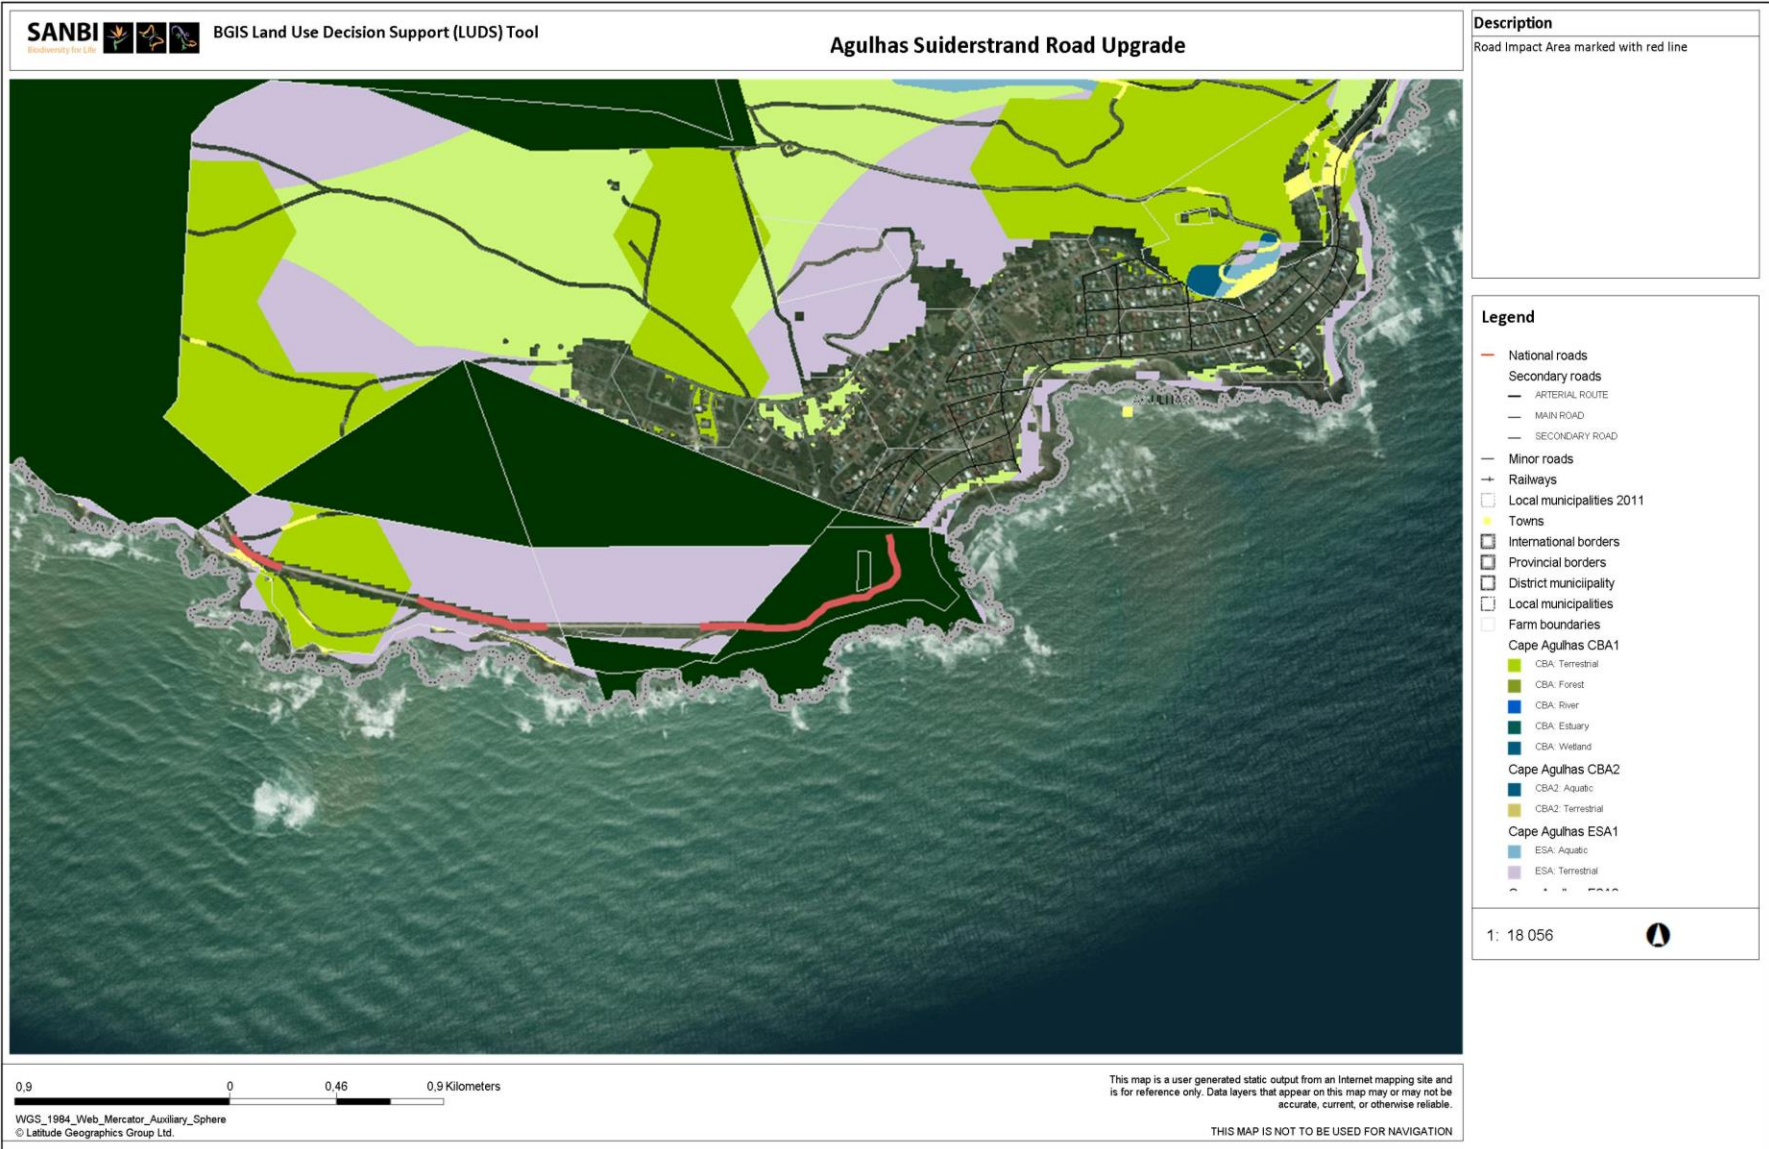 SANBI
Biodiversity for Life
BGIS Land Use Decision Support (LUDS) Tool
Agulhas Suiderstrand Road Upgrade
Description
Road Impact Area marked with red line
Legend
National roads
Secondary roads
ARTERIAL ROUTE
MAIN ROAD
SECONDARY ROAD
Minor roads
Railways
Local municipalities 2011
Towns
International borders
Provincial borders
District municiipality
Local municipalities
Farm boundaries
Cape Agulhas CBA1
CBA: Terrestrial
CBA: Forest
CBA: River
CBA: Estuary
CBA: Wetland
Cape Agulhas CBA2
CBA2: Aquatic
CBA2: Terrestrial
Cape Agulhas ESA1
ESA: Aquatic
ESA: Terrestrial
1: 18 056
0,9 0 0,46 0,9 Kilometers
WGS_1984_Web_Mercator_Auxiliary_Sphere
© Latitude Geographics Group Ltd.
This map is a user generated static output from an Internet mapping site and
is for reference only. Data layers that appear on this map may or may not be
accurate, current, or otherwise reliable.
THIS MAP IS NOT TO BE USED FOR NAVIGATION